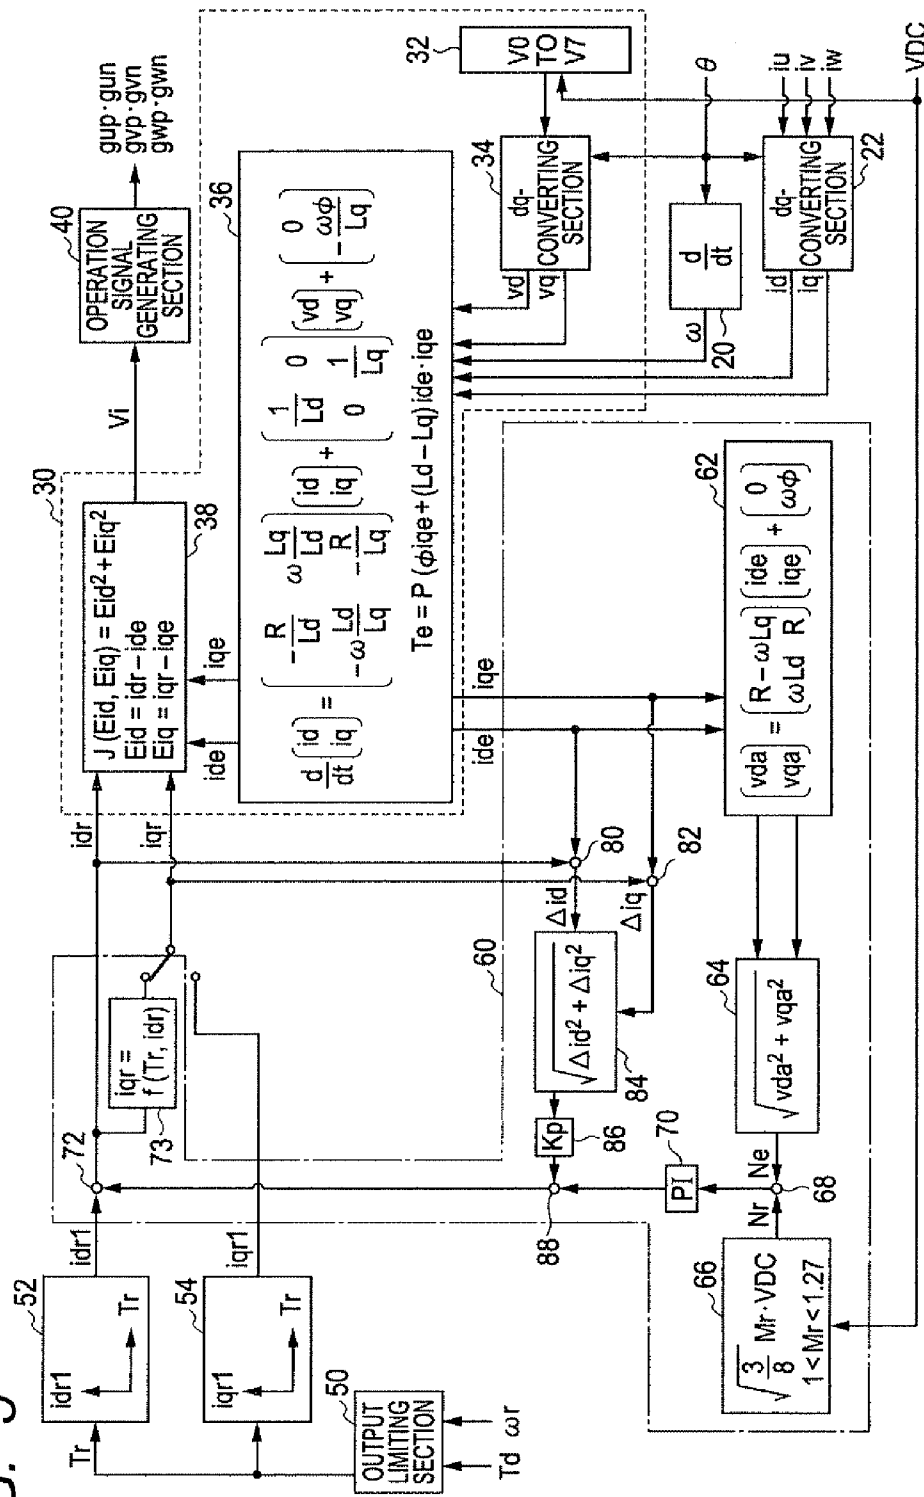 52
idr1
Tr
Tr
idr1
54
iqr1
Tr
iqr1
50
OUTPUT
LIMITING
SECTION
Td ωr
72
73
iqr =
f (Tr, idr)
idr
iqr
30
J (Eid, Eiq) = Eid² + Eiq²
Eid = idr − ide
Eiq = iqr − iqe
38
ide
iqe
Vi
40
OPERATION
SIGNAL
GENERATING
SECTION
gup·gun
gvp·gvn
gwp·gwn
36
d/dt (id iq) = (−R/Ld ωLq/Ld −ωLd/Lq −R/Lq) (id iq) + (1/Ld 0 0 1/Lq) (vd vq) + (0 −ωφ/Lq)
Te = P (φiqe + (Ld − Lq) ide·iqe
32
V0
TO
V7
34
dq-
CONVERTING
SECTION
vd
vq
θ
d/dt
20
ω
22
dq-
CONVERTING
SECTION
id
iq
iu
iv
iw
VDC
60
ide
iqe
80
82
Δid
Δiq
√Δid² + Δiq²
84
Kp
86
88
62
(vda vqa) = (R −ωLq ωLd R) (ide iqe) + (0 ωφ)
64
√vda² + vqa²
Ne
70
PI
68
Nr
66
√3/8 Mr·VDC
1 < Mr < 1.27